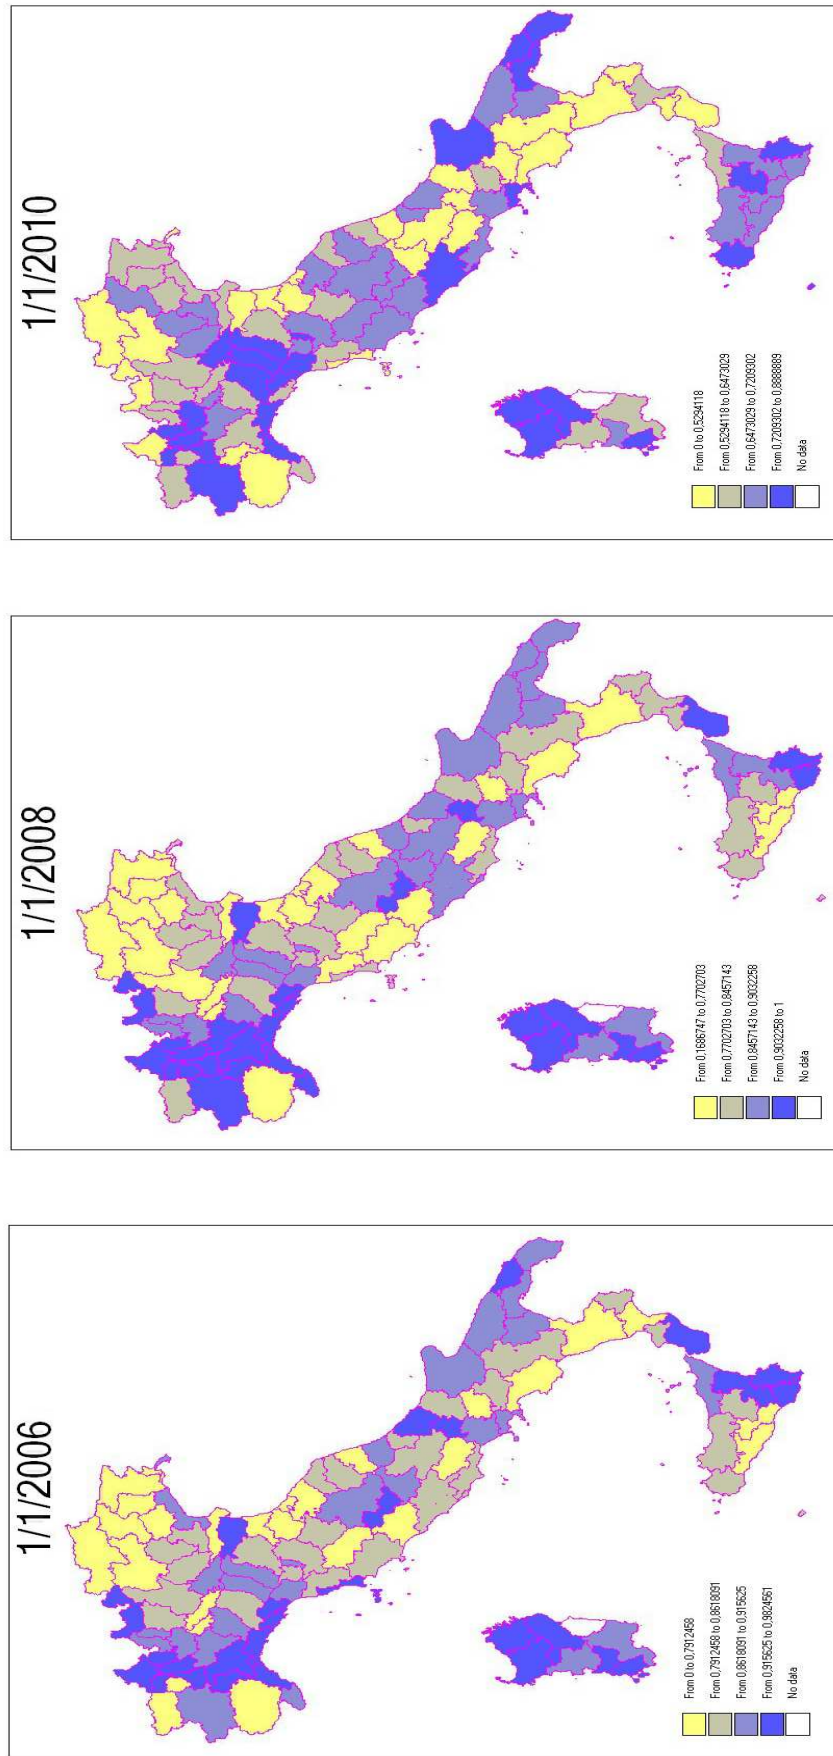 1/1/2010
From 0 to 0,5294118
From 0,5294118 to 0,6473029
From 0,6473029 to 0,7209302
From 0,7209302 to 0,8888889
No data
1/1/2008
From 0,1686747 to 0,7702703
From 0,7702703 to 0,8457143
From 0,8457143 to 0,9032258
From 0,9032258 to 1
No data
1/1/2006
From 0 to 0,7912458
From 0,7912458 to 0,8618091
From 0,8618091 to 0,915625
From 0,915625 to 0,9824561
No data